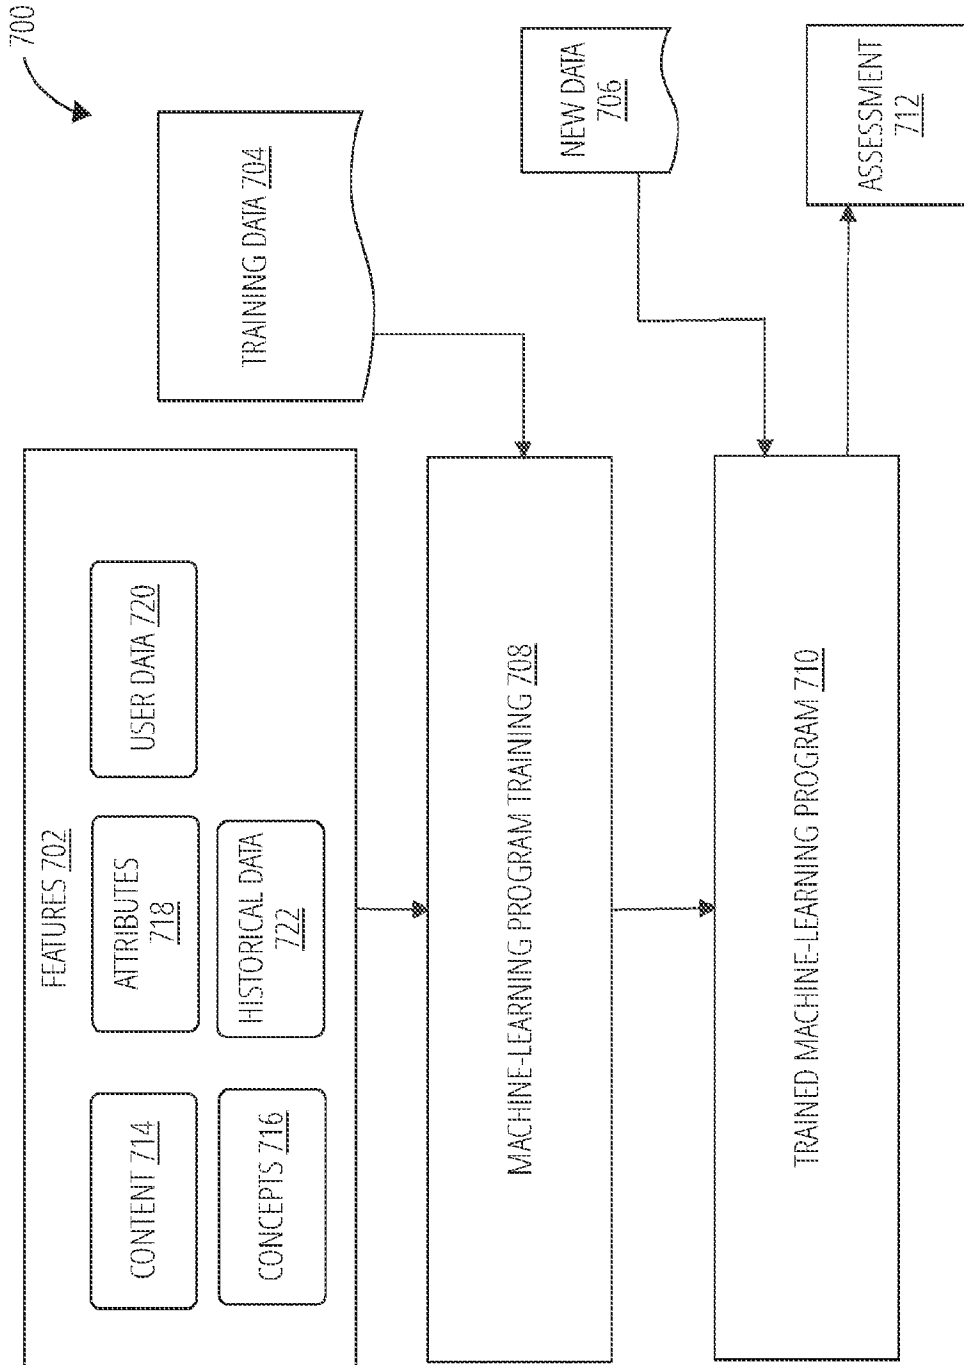 700
FEATURES 702
CONTENT 714
ATTRIBUTES
718
USER DATA 720
CONCEPTS 716
HISTORICAL DATA
722
TRAINING DATA 704
MACHINE-LEARNING PROGRAM TRAINING 708
NEW DATA
706
TRAINED MACHINE-LEARNING PROGRAM 710
ASSESSMENT
712